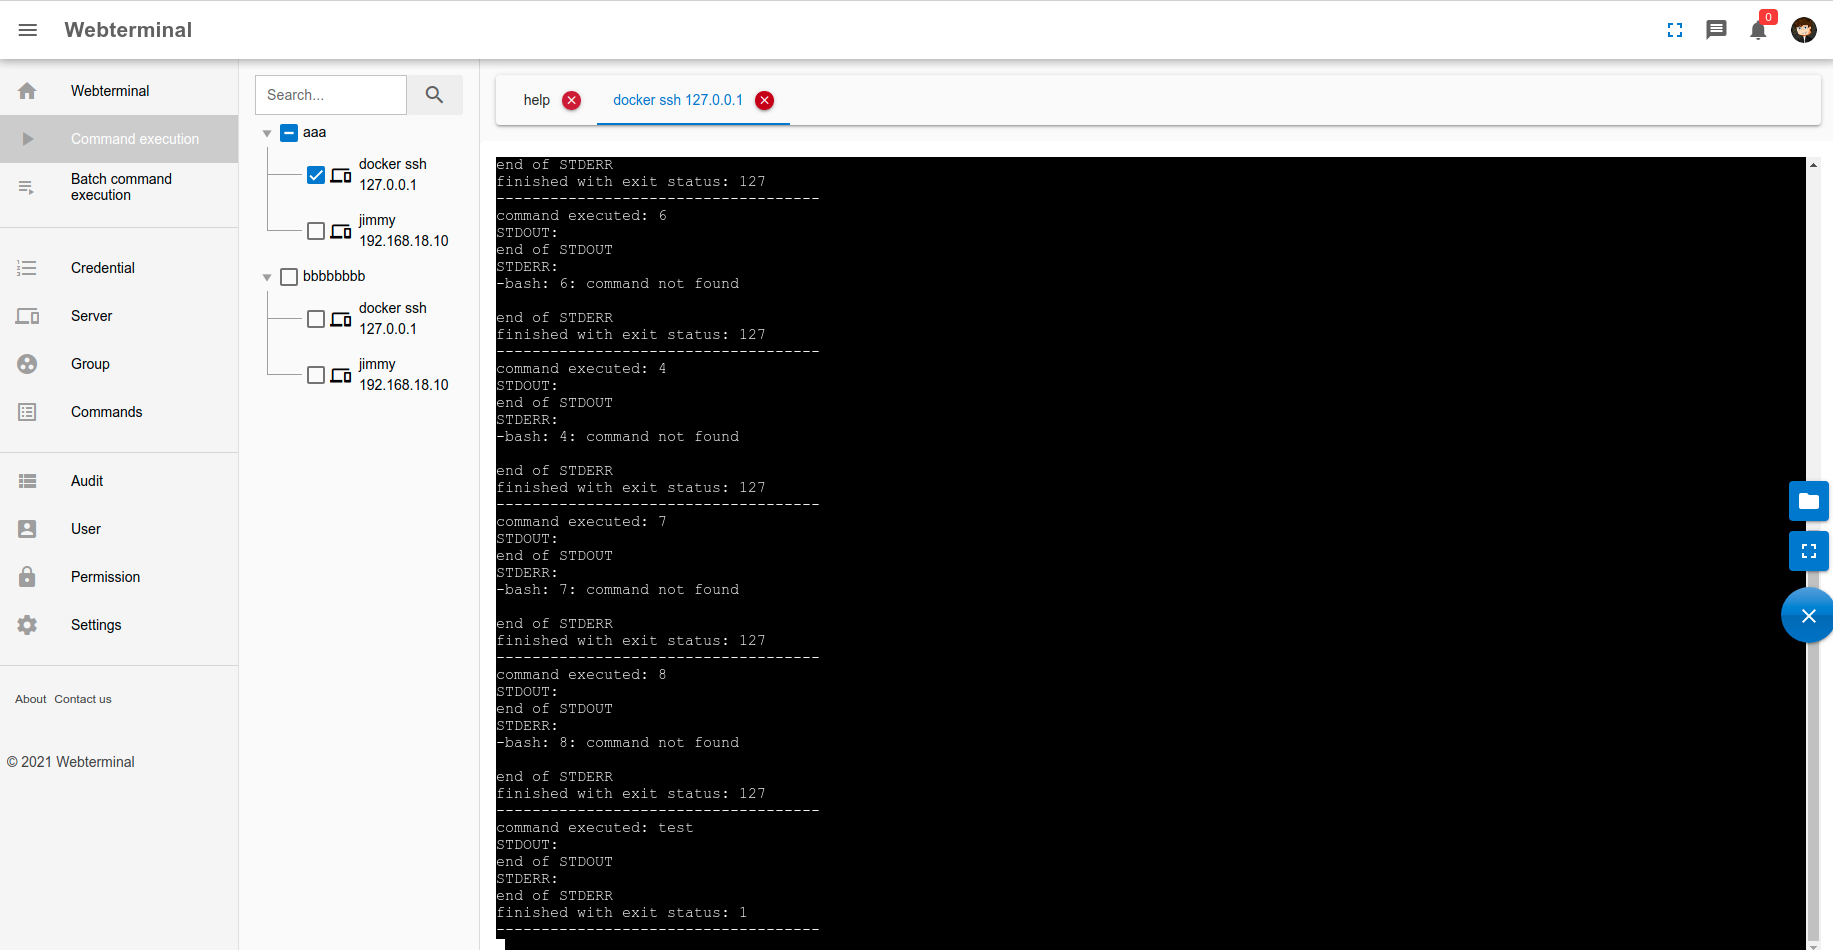 Webterminal
0
Webterminal
Command execution
Batch command
execution
Credential
Server
Group
Commands
Audit
User
Permission
Settings
About Contact us
© 2021 Webterminal
Search...
aaa
docker ssh
127.0.0.1
jimmy
192.168.18.10
bbbbbbbb
docker ssh
127.0.0.1
jimmy
192.168.18.10
help
docker ssh 127.0.0.1
end of STDERR
finished with exit status: 127
------------------------------------
command executed: 6
STDOUT:
end of STDOUT
STDERR:
-bash: 6: command not found
end of STDERR
finished with exit status: 127
------------------------------------
command executed: 4
STDOUT:
end of STDOUT
STDERR:
-bash: 4: command not found
end of STDERR
finished with exit status: 127
------------------------------------
command executed: 7
STDOUT:
end of STDOUT
STDERR:
-bash: 7: command not found
end of STDERR
finished with exit status: 127
------------------------------------
command executed: 8
STDOUT:
end of STDOUT
STDERR:
-bash: 8: command not found
end of STDERR
finished with exit status: 127
------------------------------------
command executed: test
STDOUT:
end of STDOUT
STDERR:
end of STDERR
finished with exit status: 1
------------------------------------